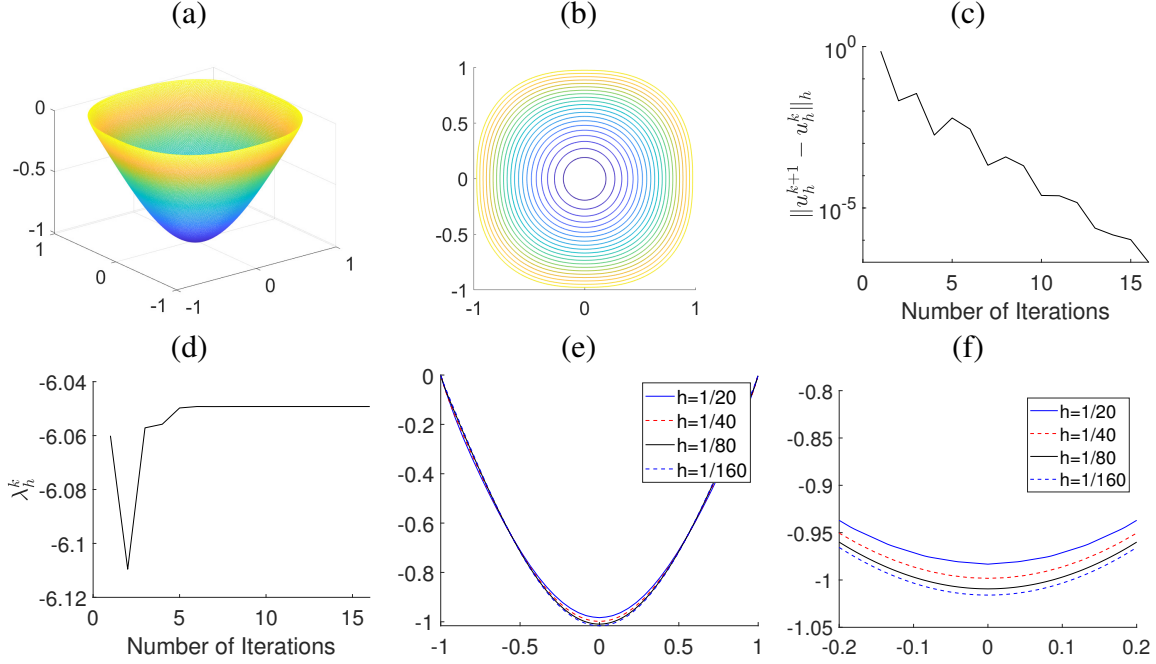 (a)
(b)
(c)
0
-0.5
-1
1
0
-1
-1
0
1
1
0.5
0
-0.5
-1
-1
0
1
10^0
10^-5
||u_h^{k+1} − u_h^k||_h
5
10
15
Number of Iterations
(d)
(e)
(f)
-6.04
-6.06
-6.08
-6.1
-6.12
λ_h^k
0
5
10
15
Number of Iterations
0
-0.2
-0.4
-0.6
-0.8
-1
-1
-0.5
0
0.5
1
h=1/20
h=1/40
h=1/80
h=1/160
-0.8
-0.85
-0.9
-0.95
-1
-1.05
-0.2
-0.1
0
0.1
0.2
h=1/20
h=1/40
h=1/80
h=1/160